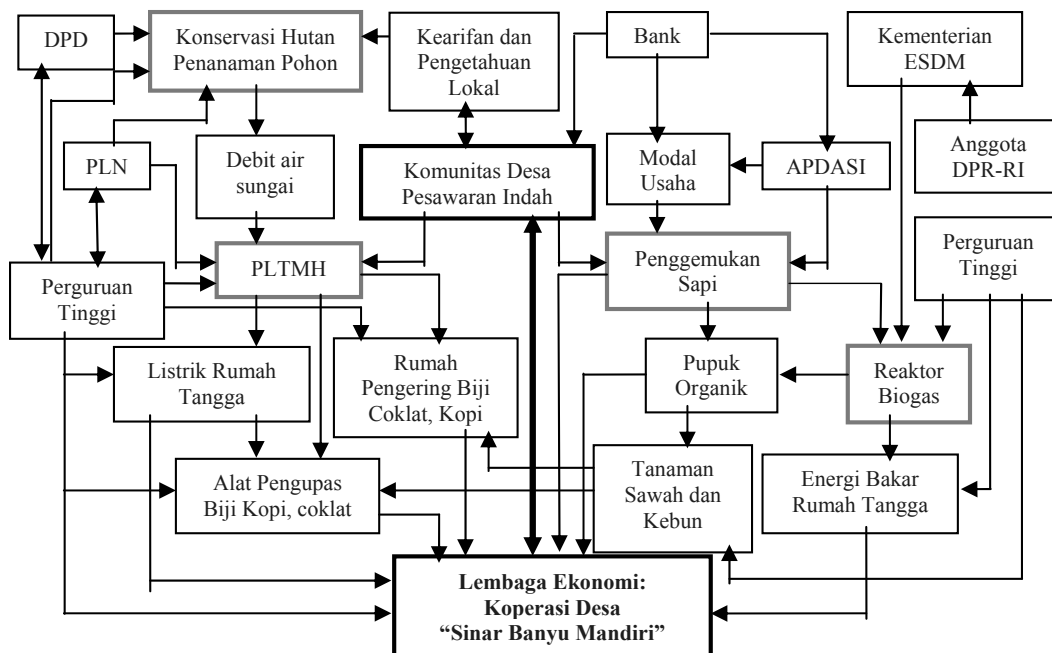 DPD
Konservasi Hutan
Penanaman Pohon
Kearifan dan
Pengetahuan
Lokal
Bank
Kementerian
ESDM
PLN
Debit air
sungai
Komunitas Desa
Pesawaran Indah
Modal
Usaha
APDASI
Anggota
DPR-RI
Perguruan
Tinggi
PLTMH
Penggemukan
Sapi
Perguruan
Tinggi
Listrik Rumah
Tangga
Rumah
Pengering Biji
Coklat, Kopi
Pupuk
Organik
Reaktor
Biogas
Alat Pengupas
Biji Kopi, coklat
Tanaman
Sawah dan
Kebun
Energi Bakar
Rumah Tangga
Lembaga Ekonomi:
Koperasi Desa
“Sinar Banyu Mandiri”